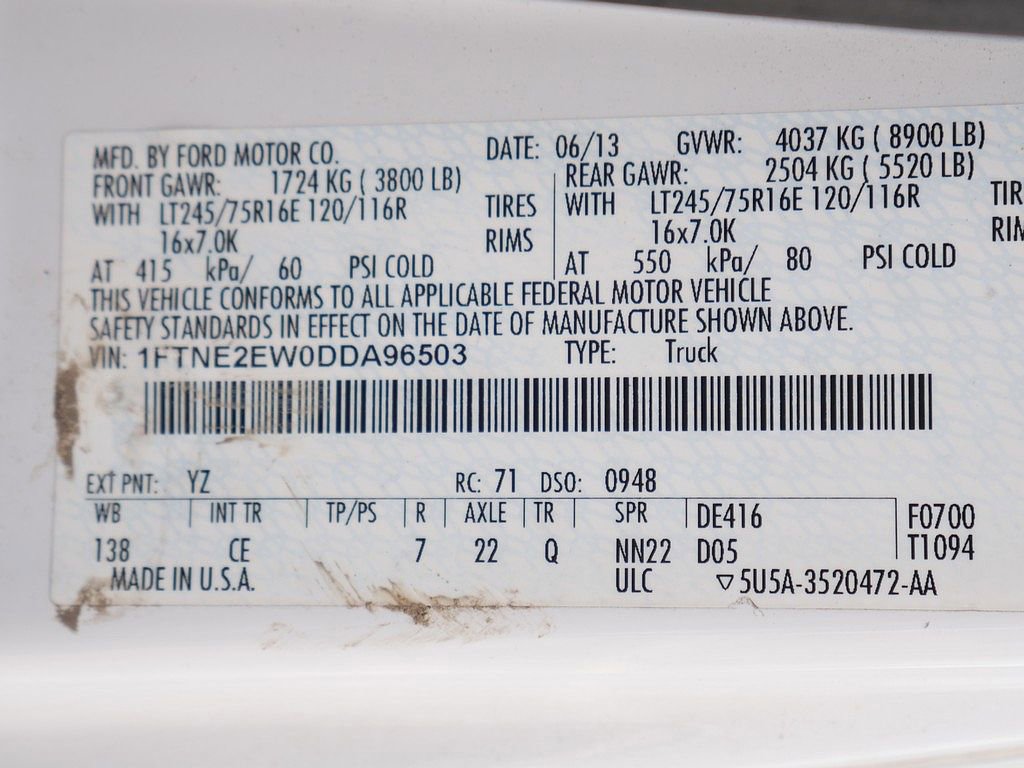 MFD. BY FORD MOTOR CO. DATE: 06/13 GVWR: 4037 KG ( 8900 LB)
FRONT GAWR: 1724 KG ( 3800 LB) REAR GAWR: 2504 KG ( 5520 LB)
WITH LT245/75R16E 120/116R TIRES WITH LT245/75R16E 120/116R TIR
16x7.0K RIMS 16x7.0K RIM
AT 415 kPa/ 60 PSI COLD AT 550 kPa/ 80 PSI COLD
THIS VEHICLE CONFORMS TO ALL APPLICABLE FEDERAL MOTOR VEHICLE
SAFETY STANDARDS IN EFFECT ON THE DATE OF MANUFACTURE SHOWN ABOVE.
VIN: 1FTNE2EW0DDA96503 TYPE: Truck
EXT PNT: YZ RC: 71 DSO: 0948
WB INT TR TP/PS R AXLE TR SPR DE416 F0700
138 CE 7 22 Q NN22 D05 T1094
MADE IN U.S.A. ULC ▽5U5A-3520472-AA